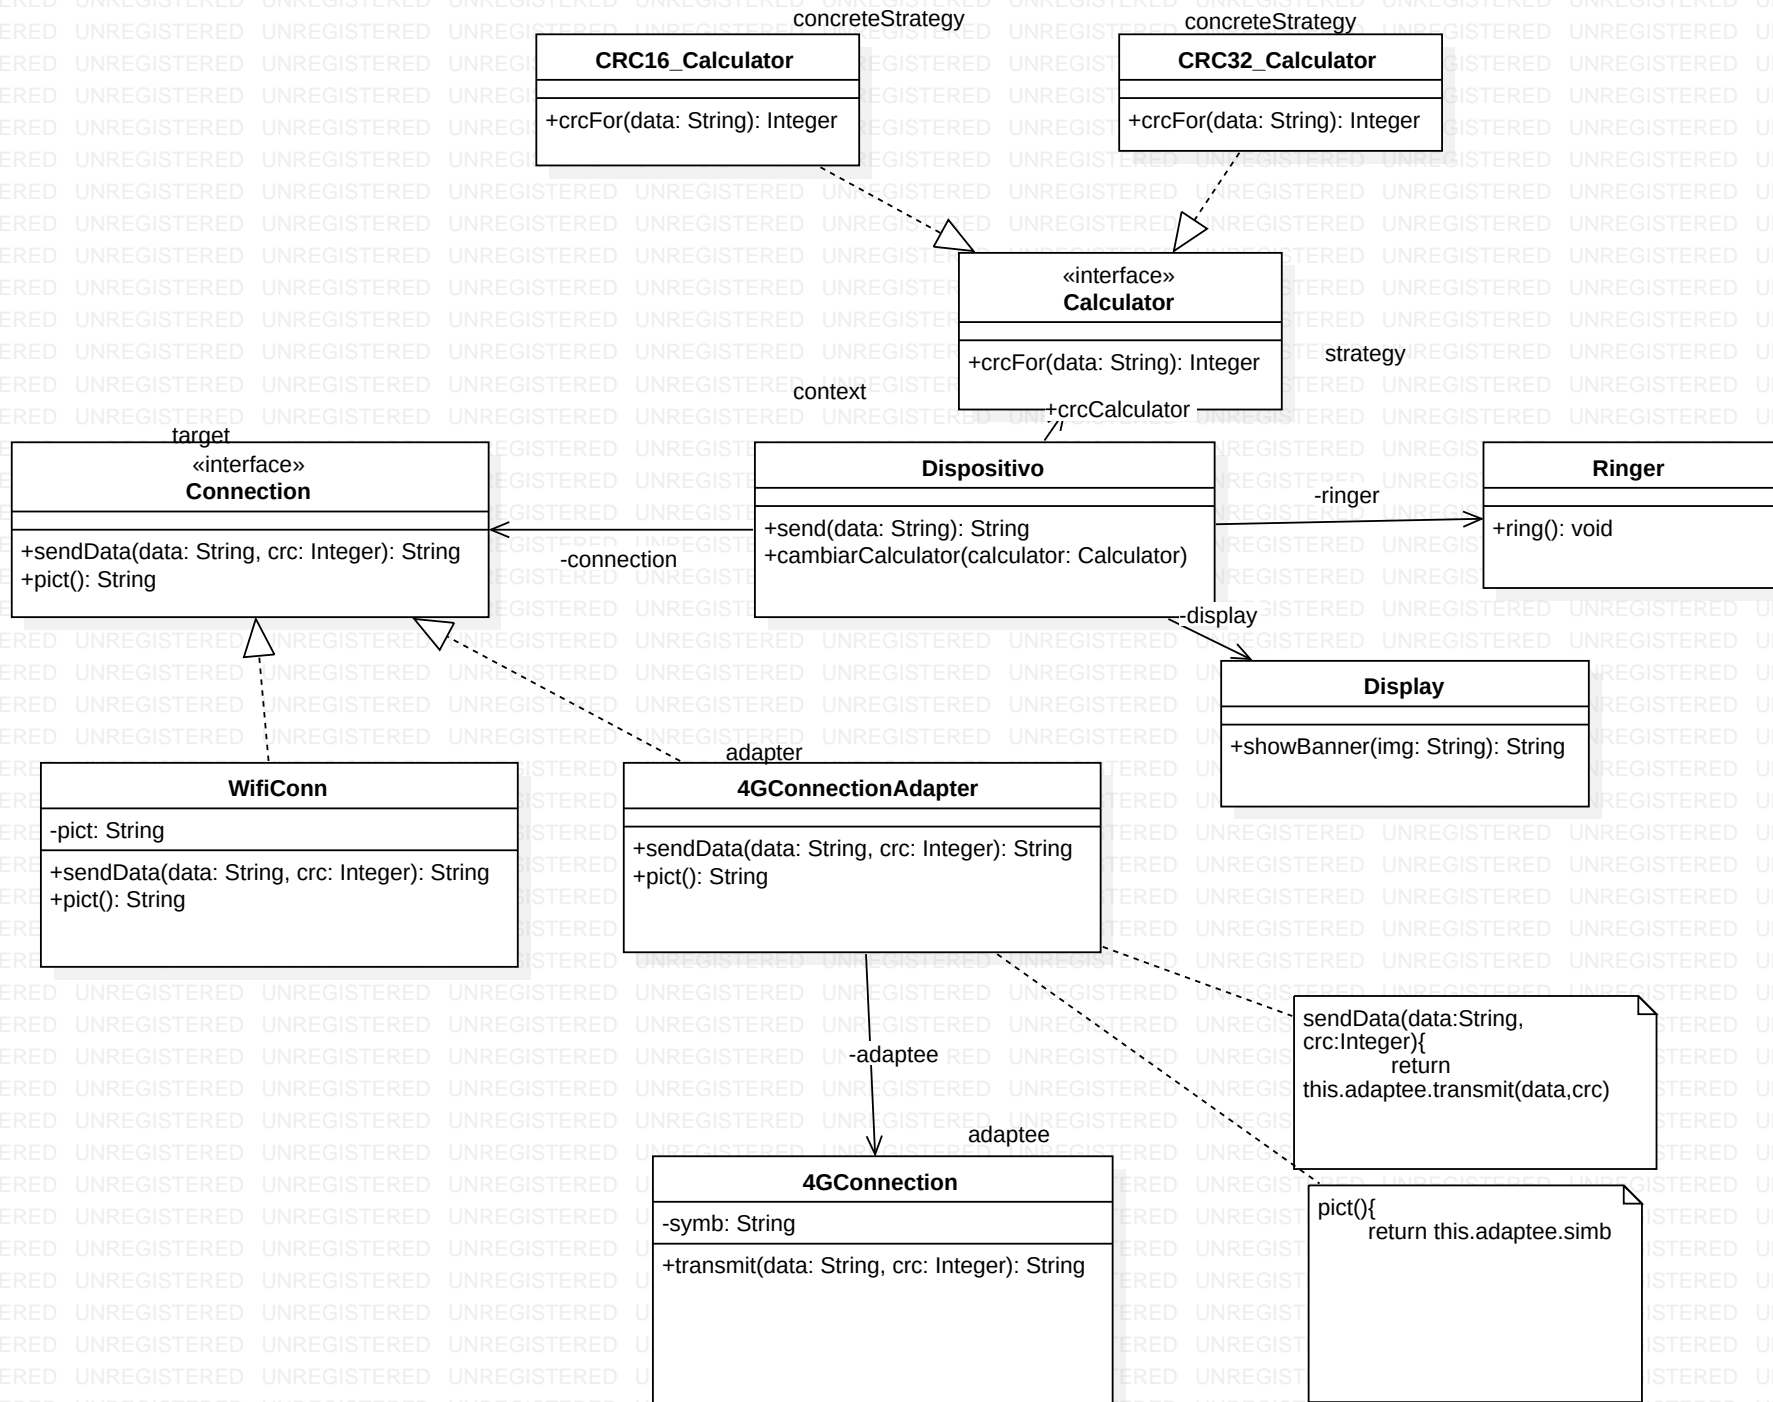 concreteStrategy
concreteStrategy
CRC16_Calculator
+crcFor(data: String): Integer
CRC32_Calculator
+crcFor(data: String): Integer
«interface»
Calculator
+crcFor(data: String): Integer
strategy
context
+crcCalculator
target
«interface»
Connection
+sendData(data: String, crc: Integer): String
+pict(): String
-connection
Dispositivo
+send(data: String): String
+cambiarCalculator(calculator: Calculator)
-ringer
Ringer
+ring(): void
-display
Display
+showBanner(img: String): String
WifiConn
-pict: String
+sendData(data: String, crc: Integer): String
+pict(): String
adapter
4GConnectionAdapter
+sendData(data: String, crc: Integer): String
+pict(): String
-adaptee
adaptee
4GConnection
-symb: String
+transmit(data: String, crc: Integer): String
sendData(data:String,
crc:Integer){
return
this.adaptee.transmit(data,crc)
pict(){
return this.adaptee.simb
UNREGISTERED